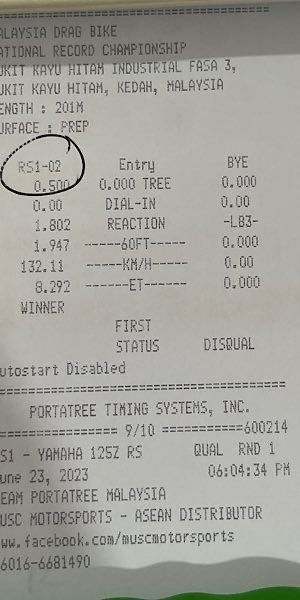 ALAYSIA DRAG BIKE
ATIONAL RECORD CHAMPIONSHIP
UKIT KAYU HITAM INDUSTRIAL FASA 3,
UKIT KAYU HITAM, KEDAH, MALAYSIA
ENGTH : 201M
URFACE : PREP
RS1-02 Entry BYE
0.500 0.000 TREE 0.000
0.00 DIAL-IN 0.00
1.802 REACTION -LB3-
1.947 ------60FT------ 0.000
132.11 ------KM/H------ 0.00
8.292 ------ET------ 0.000
WINNER
FIRST
STATUS DISQUAL
utostart Disabled
======================================
PORTATREE TIMING SYSTEMS, INC.
================ 9/10 ===========600214
S1 - YAMAHA 125Z RS QUAL RND 1
une 23, 2023 06:04:34 PM
EAM PORTATREE MALAYSIA
USC MOTORSPORTS - ASEAN DISTRIBUTOR
ww.facebook.com/muscmotorsports
6016-6681490